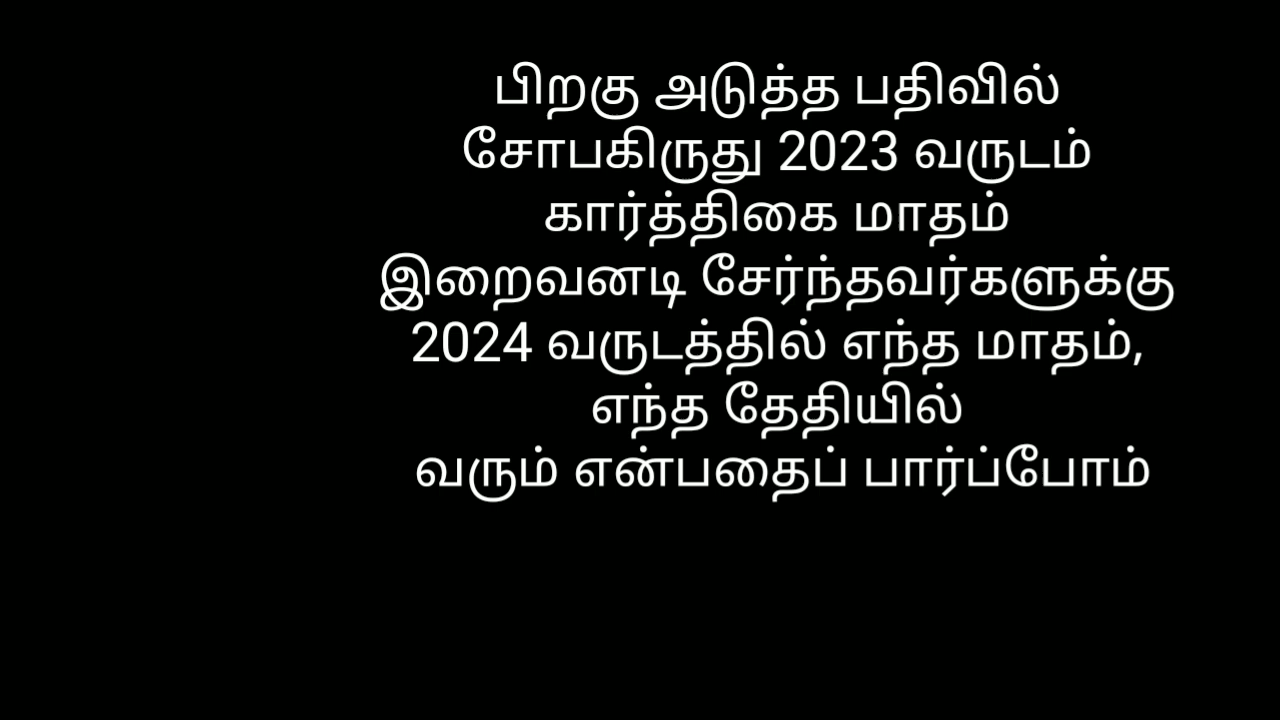 பிறகு அடுத்த பதிவில்
சோபகிருது 2023 வருடம்
கார்த்திகை மாதம்
இறைவனடி சேர்ந்தவர்களுக்கு
2024 வருடத்தில் எந்த மாதம்,
எந்த தேதியில்
வரும் என்பதைப் பார்ப்போம்